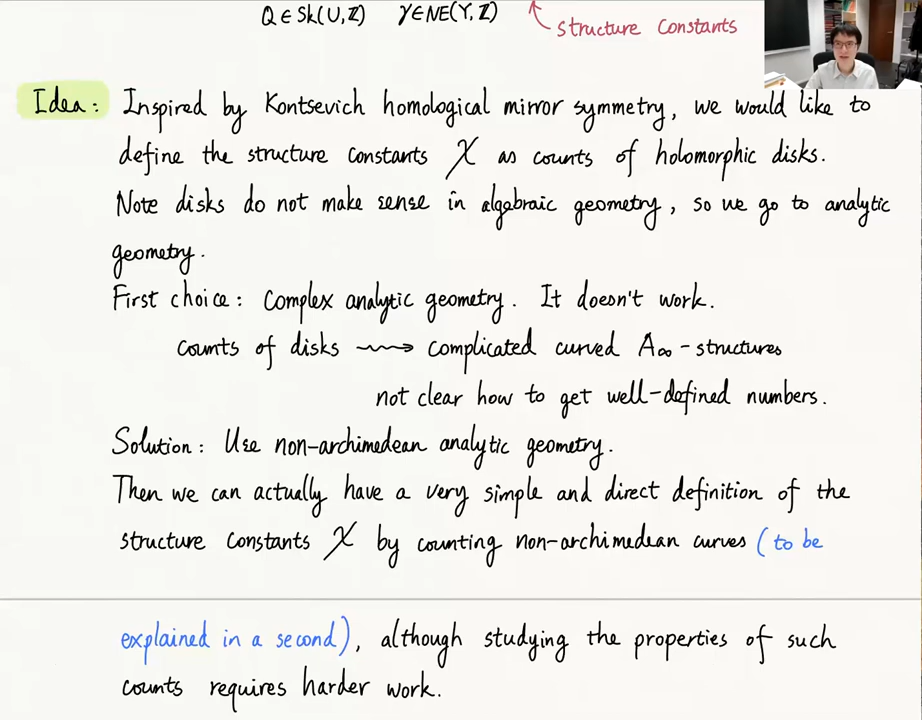 Q ∈ Sk(U,ℤ) γ∈NE(Y,ℤ)
structure constants
Idea: Inspired by Kontsevich homological mirror symmetry, we would like to
define the structure constants χ as counts of holomorphic disks.
Note disks do not make sense in algebraic geometry, so we go to analytic
geometry.
First choice: Complex analytic geometry. It doesn't work.
counts of disks ⟿ complicated curved A∞-structures
not clear how to get well-defined numbers.
Solution: Use non-archimedean analytic geometry.
Then we can actually have a very simple and direct definition of the
structure constants χ by counting non-archimedean curves (to be
explained in a second), although studying the properties of such
counts requires harder work.